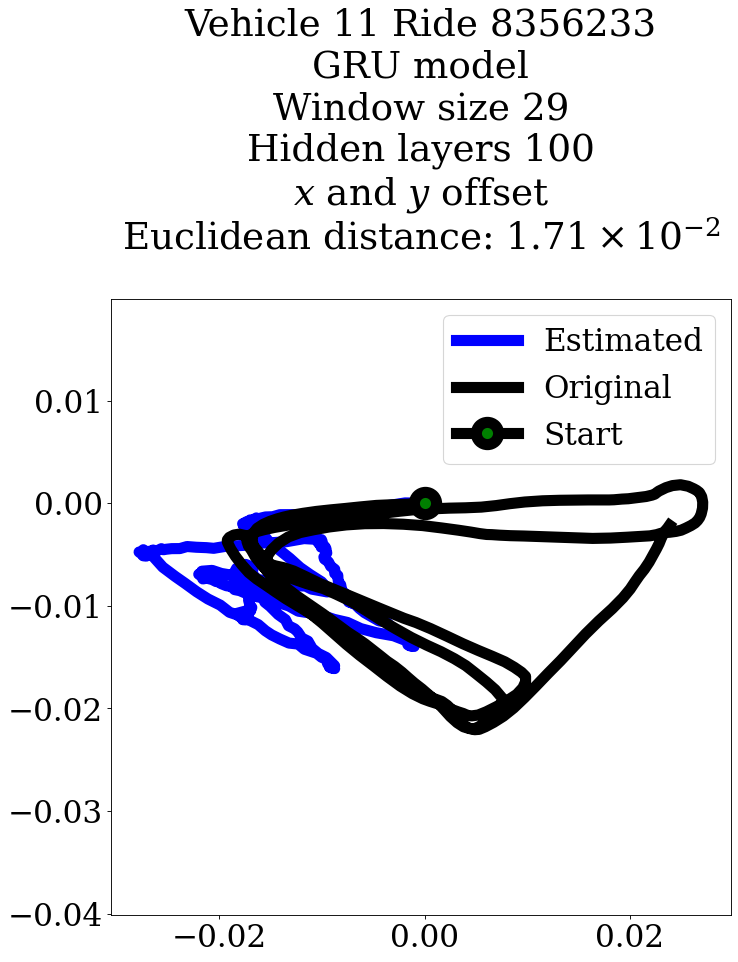 Vehicle 11 Ride 8356233
GRU model
Window size 29
Hidden layers 100
x and y offset
Euclidean distance: 1.71 × 10⁻²
Estimated
Original
Start
0.01
0.00
−0.01
−0.02
−0.03
−0.04
−0.02 0.00 0.02